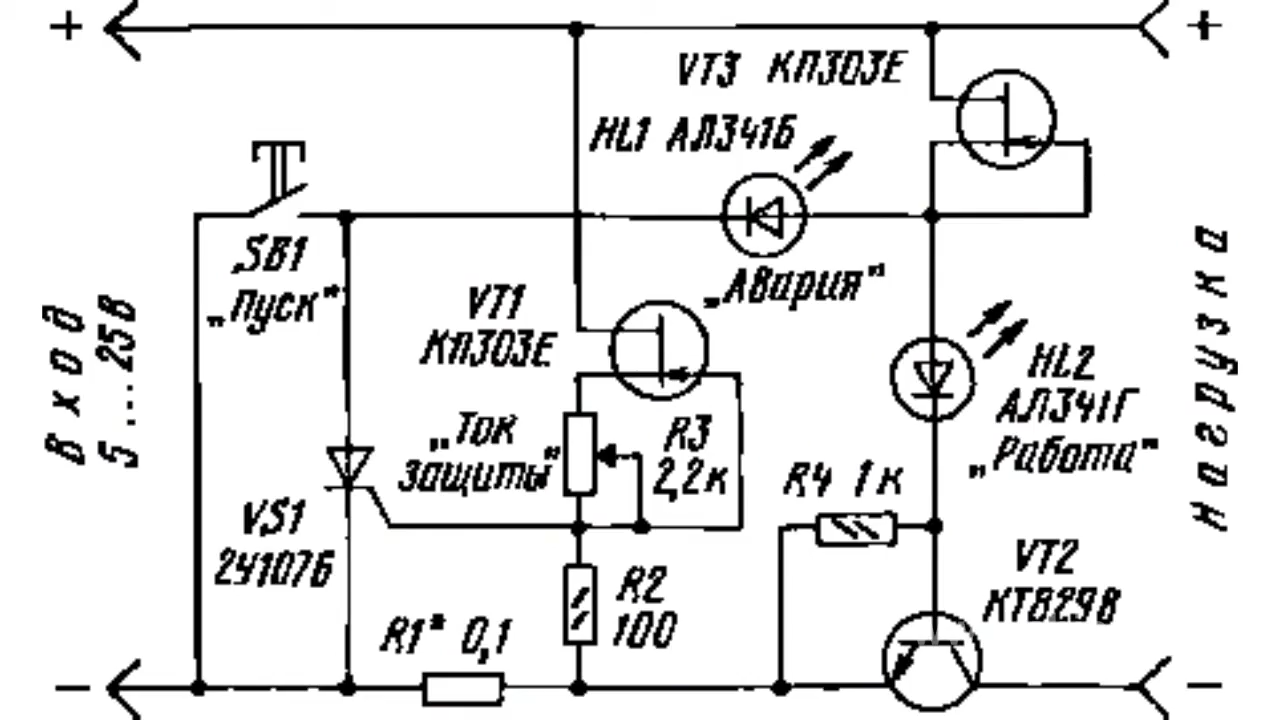 +
+
VT3 КП303Е
HL1 АЛ341Б
SB1
„Пуск"
„Авария"
VT1
КП303Е
Вход
5...25В
HL2
АЛ341Г
„Работа"
Нагрузка
„Ток
защиты"
R3
2,2к
R4 1к
VS1
2У107Б
VT2
КТ829В
R2
100
R1* 0,1
−
−